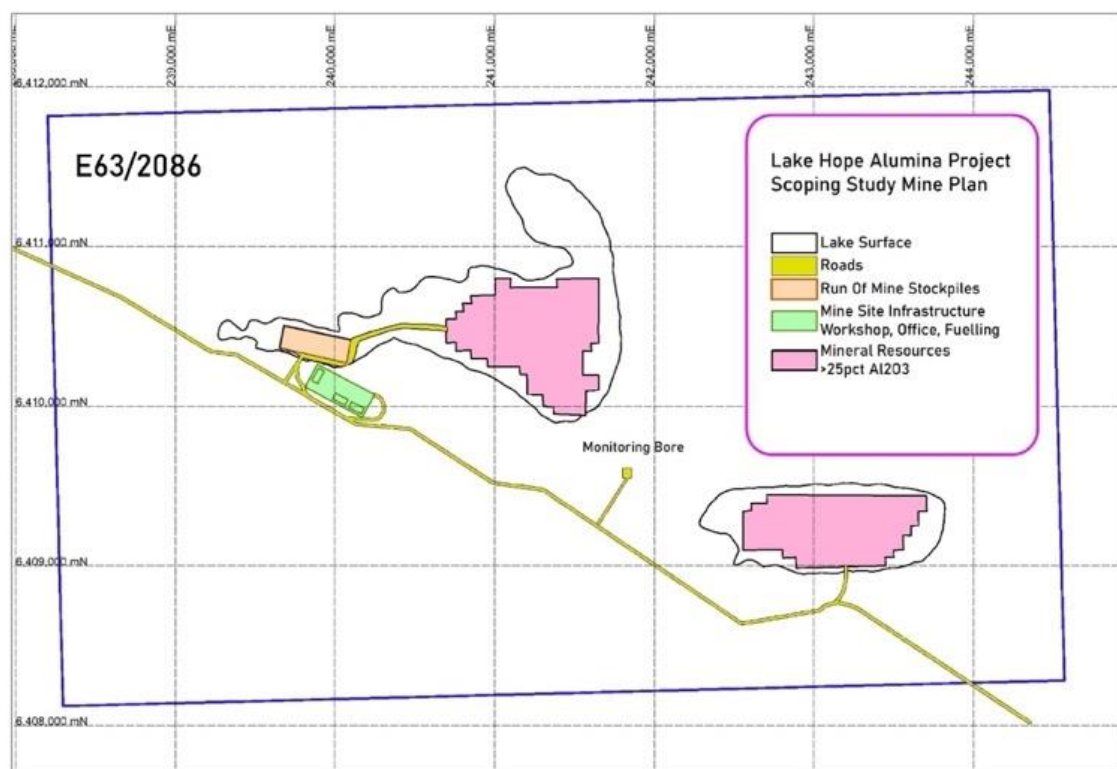 239,000 mE
240,000 mE
241,000 mE
242,000 mE
243,000 mE
244,000 mE
6,412,000 mN
6,411,000 mN
6,410,000 mN
6,409,000 mN
6,408,000 mN
E63/2086
Lake Hope Alumina Project
Scoping Study Mine Plan
Lake Surface
Roads
Run Of Mine Stockpiles
Mine Site Infrastructure
Workshop, Office, Fuelling
Mineral Resources
>25pct Al2O3
Monitoring Bore